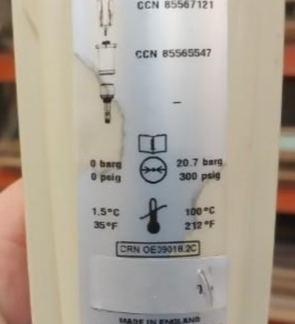 CCN 85567121
CCN 85565547
0 barg 20.7 barg
0 psig 300 psig
1.5°C 100°C
35°F 212°F
CRN OE09018.2C
MADE IN ENGLAND